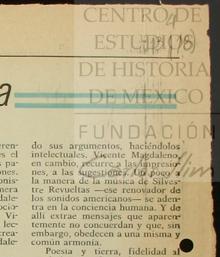 CENTRO DE
ESTUDIOS
DE HISTORIA
DE MÉXICO
FUNDACIÓN
a
do sus argumentos, haciéndolos
intelectuales. Vicente Magdaleno,
en cambio, recurre a las impresio-
nes, a las sugestiones. Un poco a
la manera de la música de Silves-
tre Revueltas —ese renovador de
los sonidos americanos— se aden-
tra en la conciencia humana. Y de
allí extrae mensajes que aparen-
temente no concuerdan y que, sin
embargo, obedecen a una misma y
común armonía.
Poesía y tierra, fidelidad al